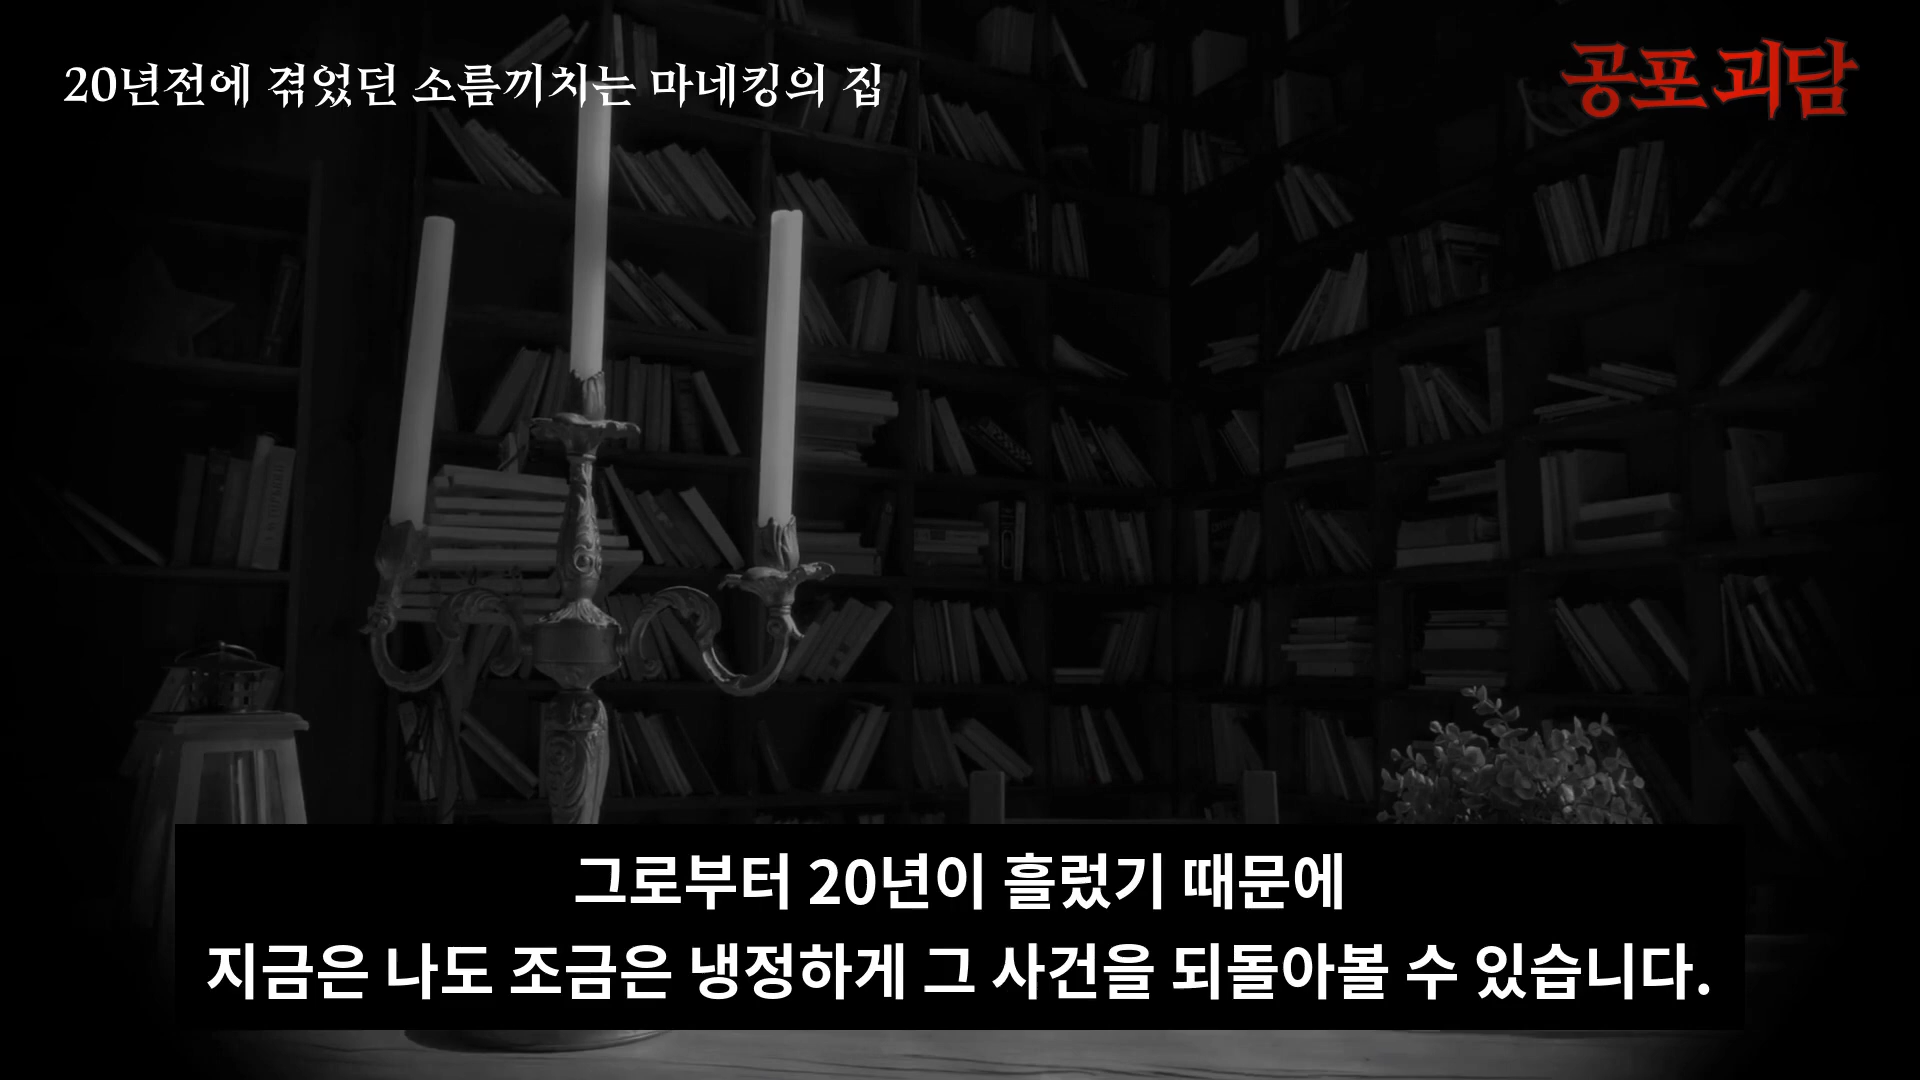 20년전에 겪었던 소름끼치는 마네킹의 집
공포 괴담
그로부터 20년이 흘렀기 때문에
지금은 나도 조금은 냉정하게 그 사건을 되돌아볼 수 있습니다.